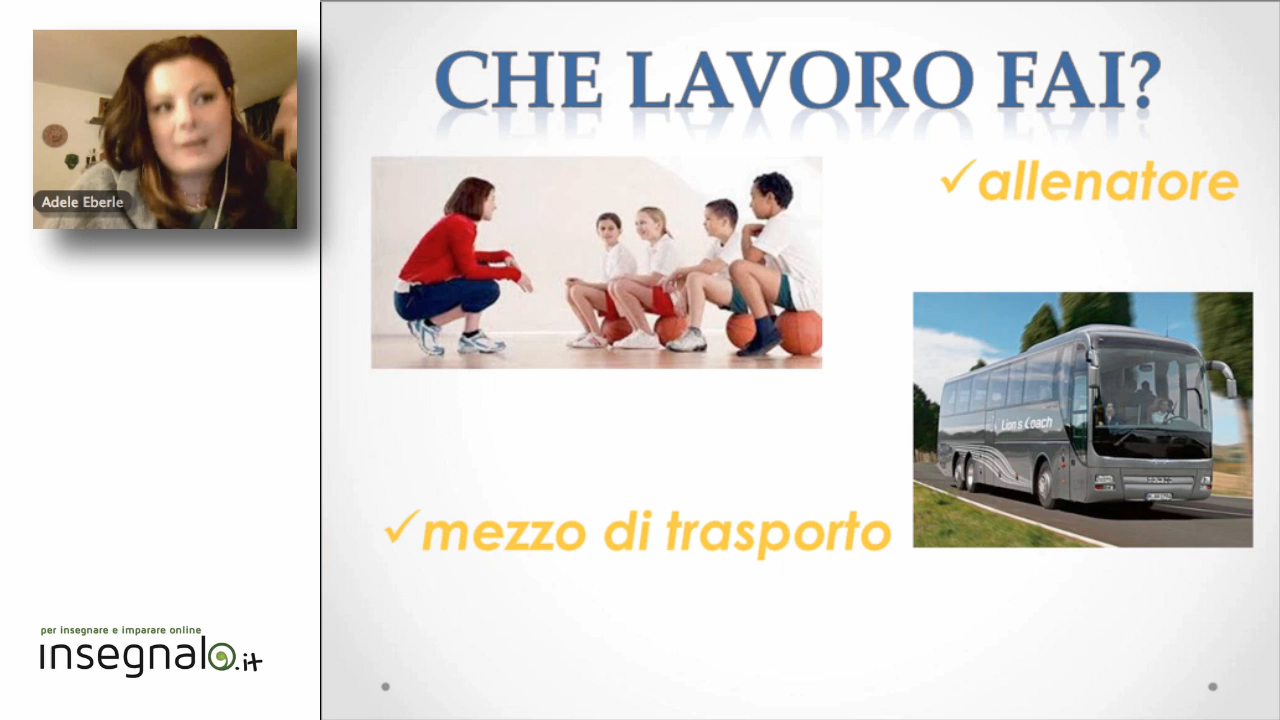 CHE LAVORO FAI?
✓allenatore
Adele Eberle
Lion's Coach
✓mezzo di trasporto
per insegnare e imparare online
insegnalo.it